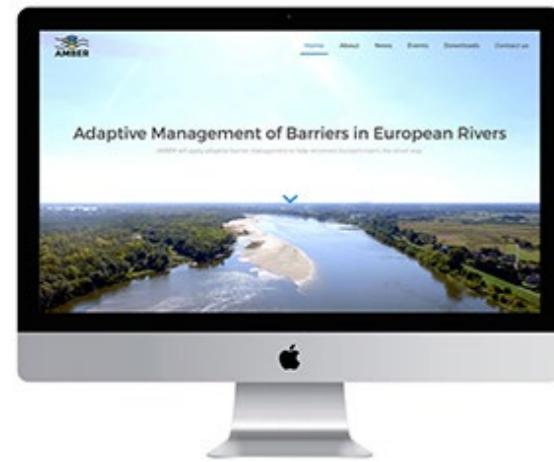 AMBER
Home About News Events Downloads Contact us
Adaptive Management of Barriers in European Rivers